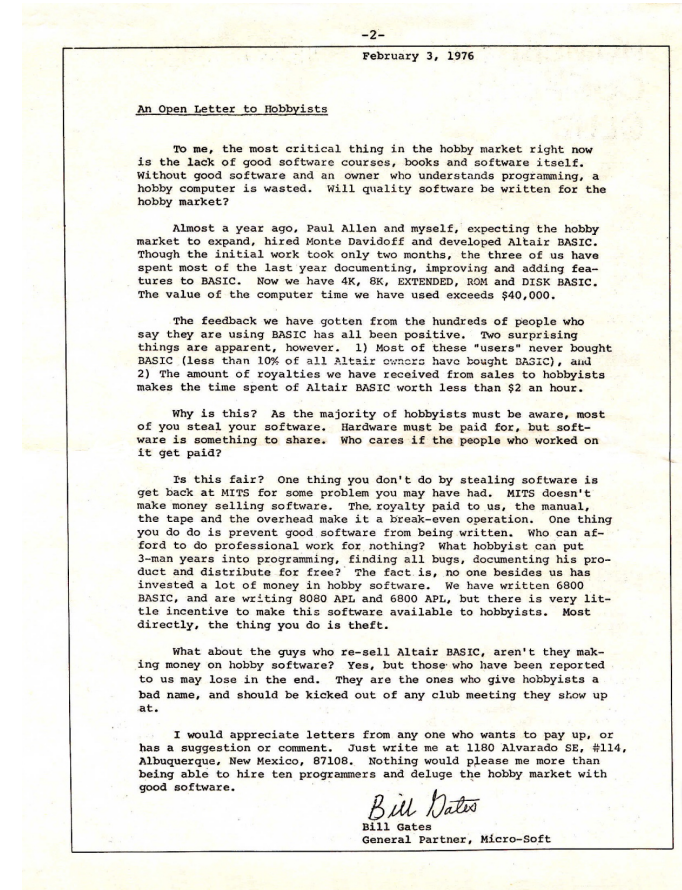 -2-
February 3, 1976
An Open Letter to Hobbyists
To me, the most critical thing in the hobby market right now
is the lack of good software courses, books and software itself.
Without good software and an owner who understands programming, a
hobby computer is wasted. Will quality software be written for the
hobby market?
Almost a year ago, Paul Allen and myself, expecting the hobby
market to expand, hired Monte Davidoff and developed Altair BASIC.
Though the initial work took only two months, the three of us have
spent most of the last year documenting, improving and adding fea-
tures to BASIC. Now we have 4K, 8K, EXTENDED, ROM and DISK BASIC.
The value of the computer time we have used exceeds $40,000.
The feedback we have gotten from the hundreds of people who
say they are using BASIC has all been positive. Two surprising
things are apparent, however. 1) Most of these "users" never bought
BASIC (less than 10% of all Altair owners have bought BASIC), and
2) The amount of royalties we have received from sales to hobbyists
makes the time spent of Altair BASIC worth less than $2 an hour.
Why is this? As the majority of hobbyists must be aware, most
of you steal your software. Hardware must be paid for, but soft-
ware is something to share. Who cares if the people who worked on
it get paid?
Is this fair? One thing you don't do by stealing software is
get back at MITS for some problem you may have had. MITS doesn't
make money selling software. The royalty paid to us, the manual,
the tape and the overhead make it a break-even operation. One thing
you do do is prevent good software from being written. Who can af-
ford to do professional work for nothing? What hobbyist can put
3-man years into programming, finding all bugs, documenting his pro-
duct and distribute for free? The fact is, no one besides us has
invested a lot of money in hobby software. We have written 6800
BASIC, and are writing 8080 APL and 6800 APL, but there is very lit-
tle incentive to make this software available to hobbyists. Most
directly, the thing you do is theft.
What about the guys who re-sell Altair BASIC, aren't they mak-
ing money on hobby software? Yes, but those who have been reported
to us may lose in the end. They are the ones who give hobbyists a
bad name, and should be kicked out of any club meeting they show up
at.
I would appreciate letters from any one who wants to pay up, or
has a suggestion or comment. Just write me at 1180 Alvarado SE, #114,
Albuquerque, New Mexico, 87108. Nothing would please me more than
being able to hire ten programmers and deluge the hobby market with
good software.
Bill Gates
Bill Gates
General Partner, Micro-Soft